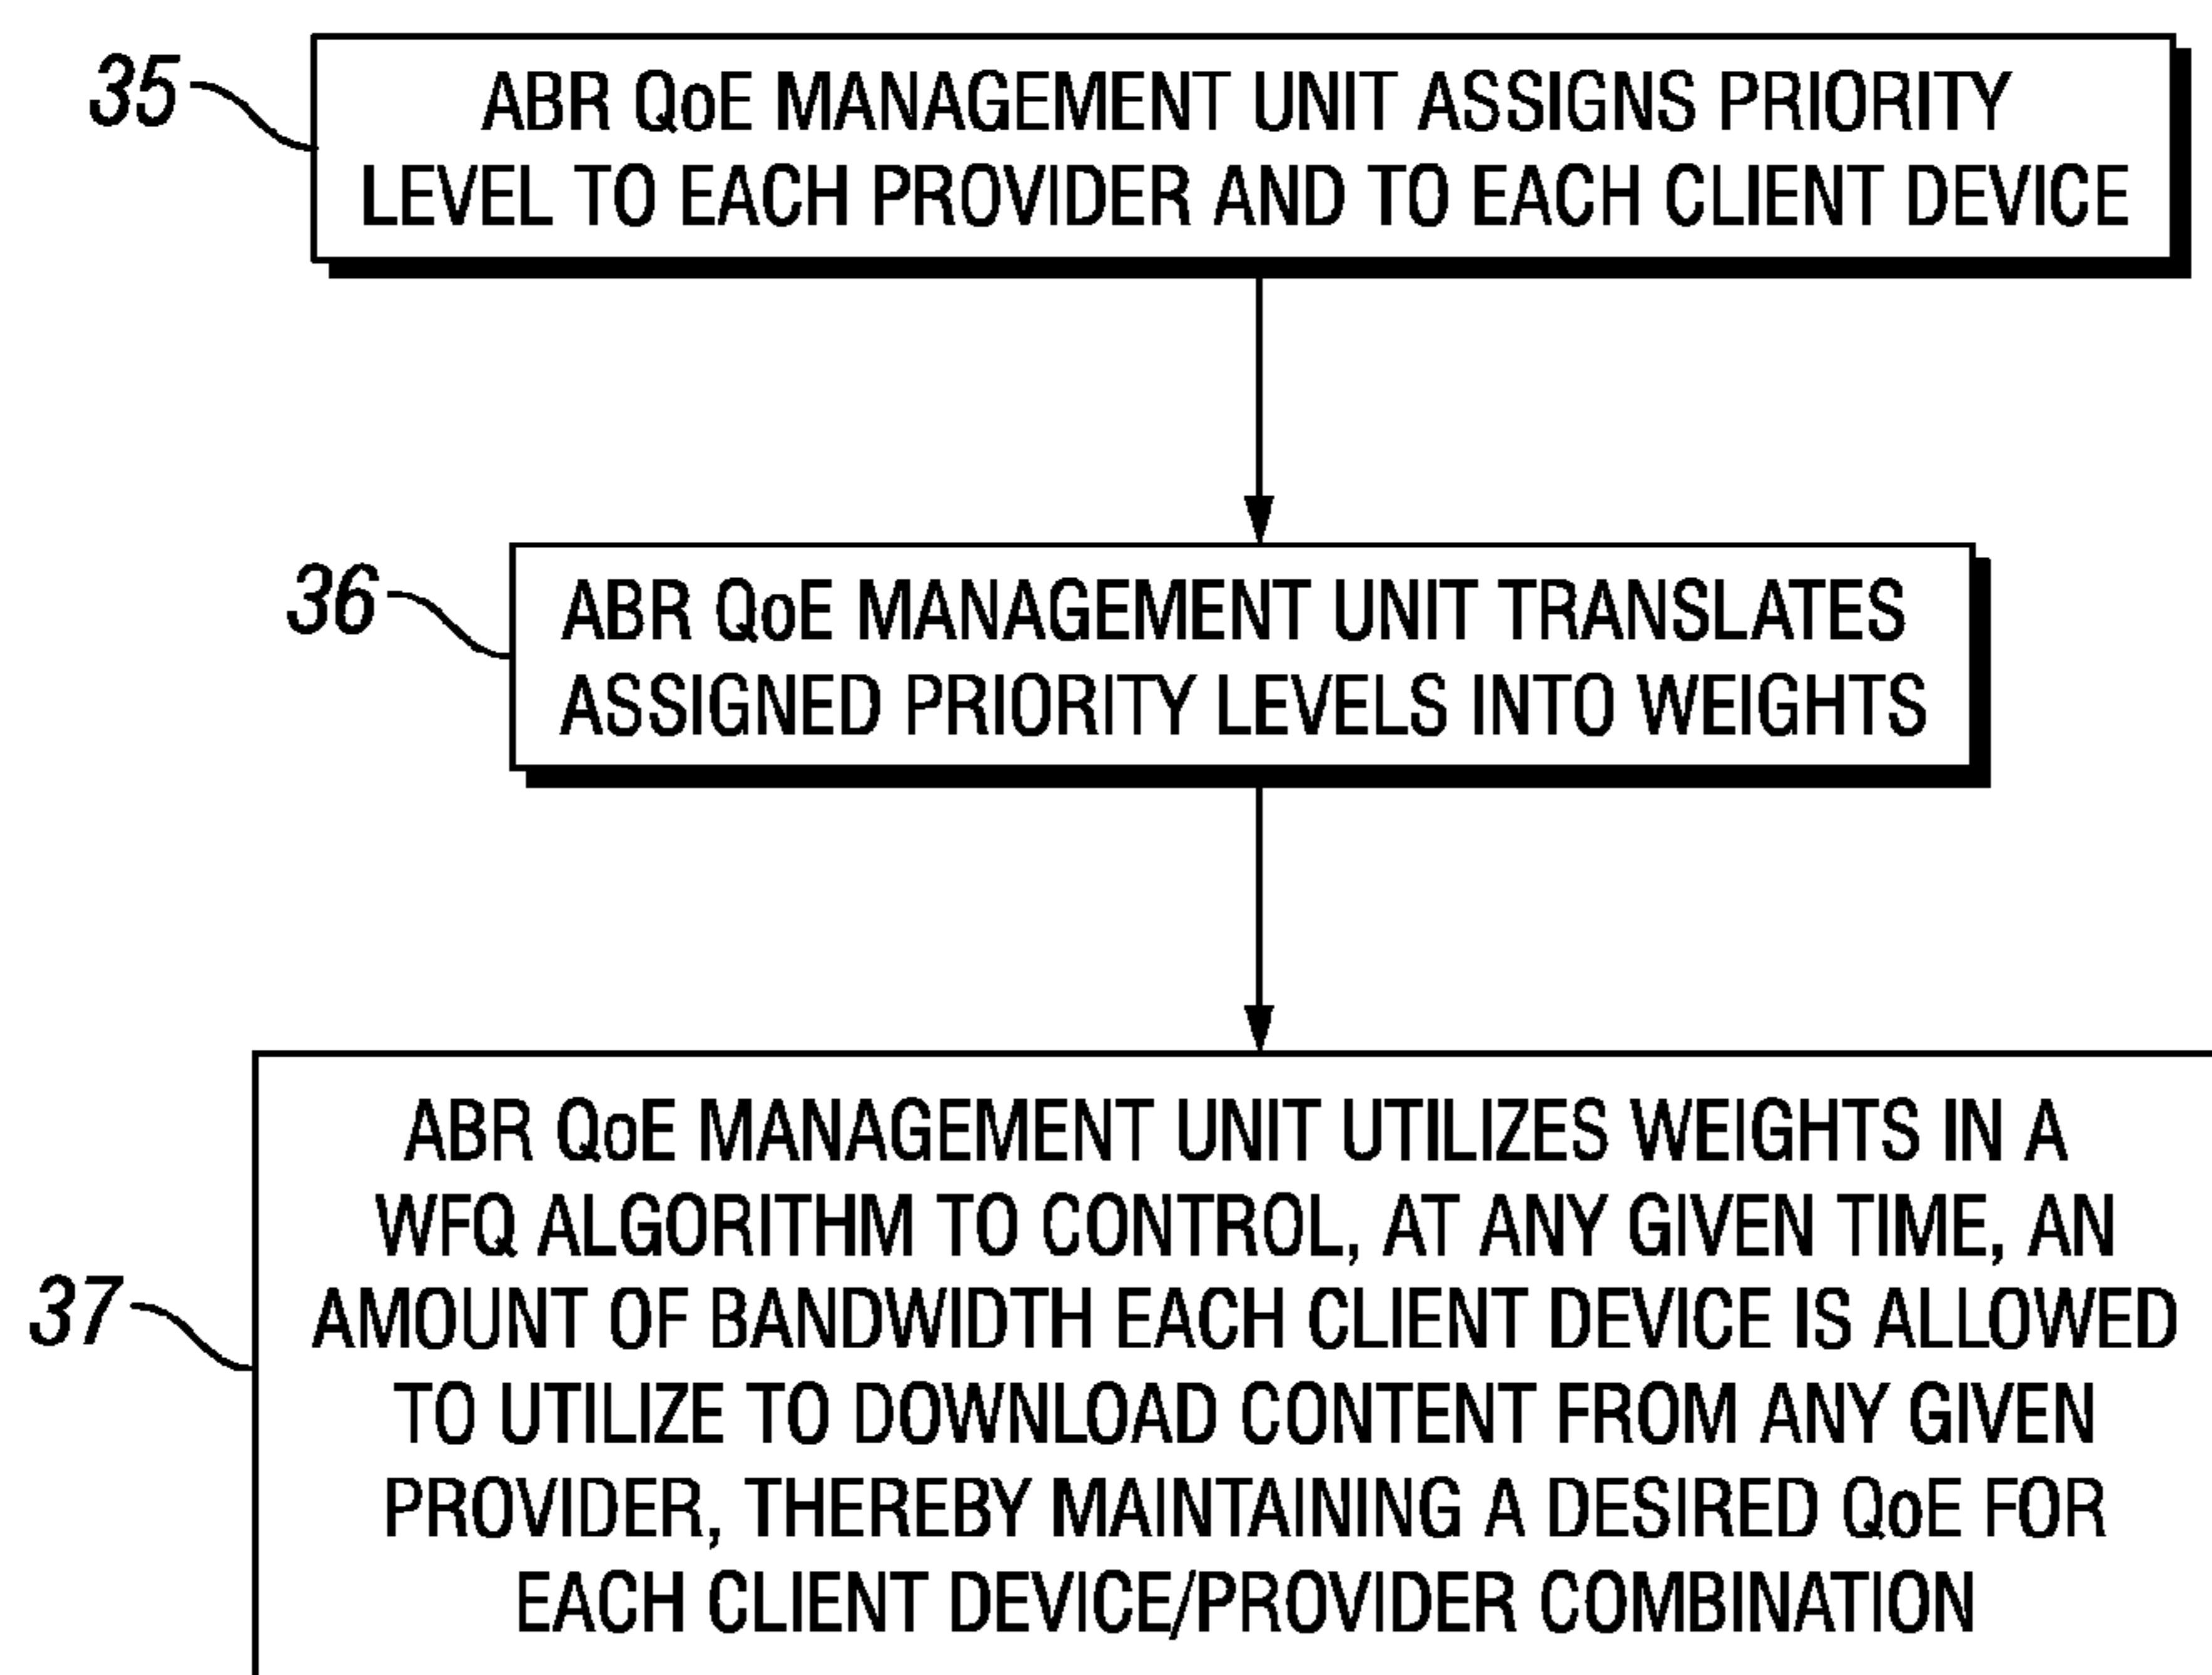 35
ABR QoE MANAGEMENT UNIT ASSIGNS PRIORITY
LEVEL TO EACH PROVIDER AND TO EACH CLIENT DEVICE
36
ABR QoE MANAGEMENT UNIT TRANSLATES
ASSIGNED PRIORITY LEVELS INTO WEIGHTS
37
ABR QoE MANAGEMENT UNIT UTILIZES WEIGHTS IN A
WFQ ALGORITHM TO CONTROL, AT ANY GIVEN TIME, AN
AMOUNT OF BANDWIDTH EACH CLIENT DEVICE IS ALLOWED
TO UTILIZE TO DOWNLOAD CONTENT FROM ANY GIVEN
PROVIDER, THEREBY MAINTAINING A DESIRED QoE FOR
EACH CLIENT DEVICE/PROVIDER COMBINATION